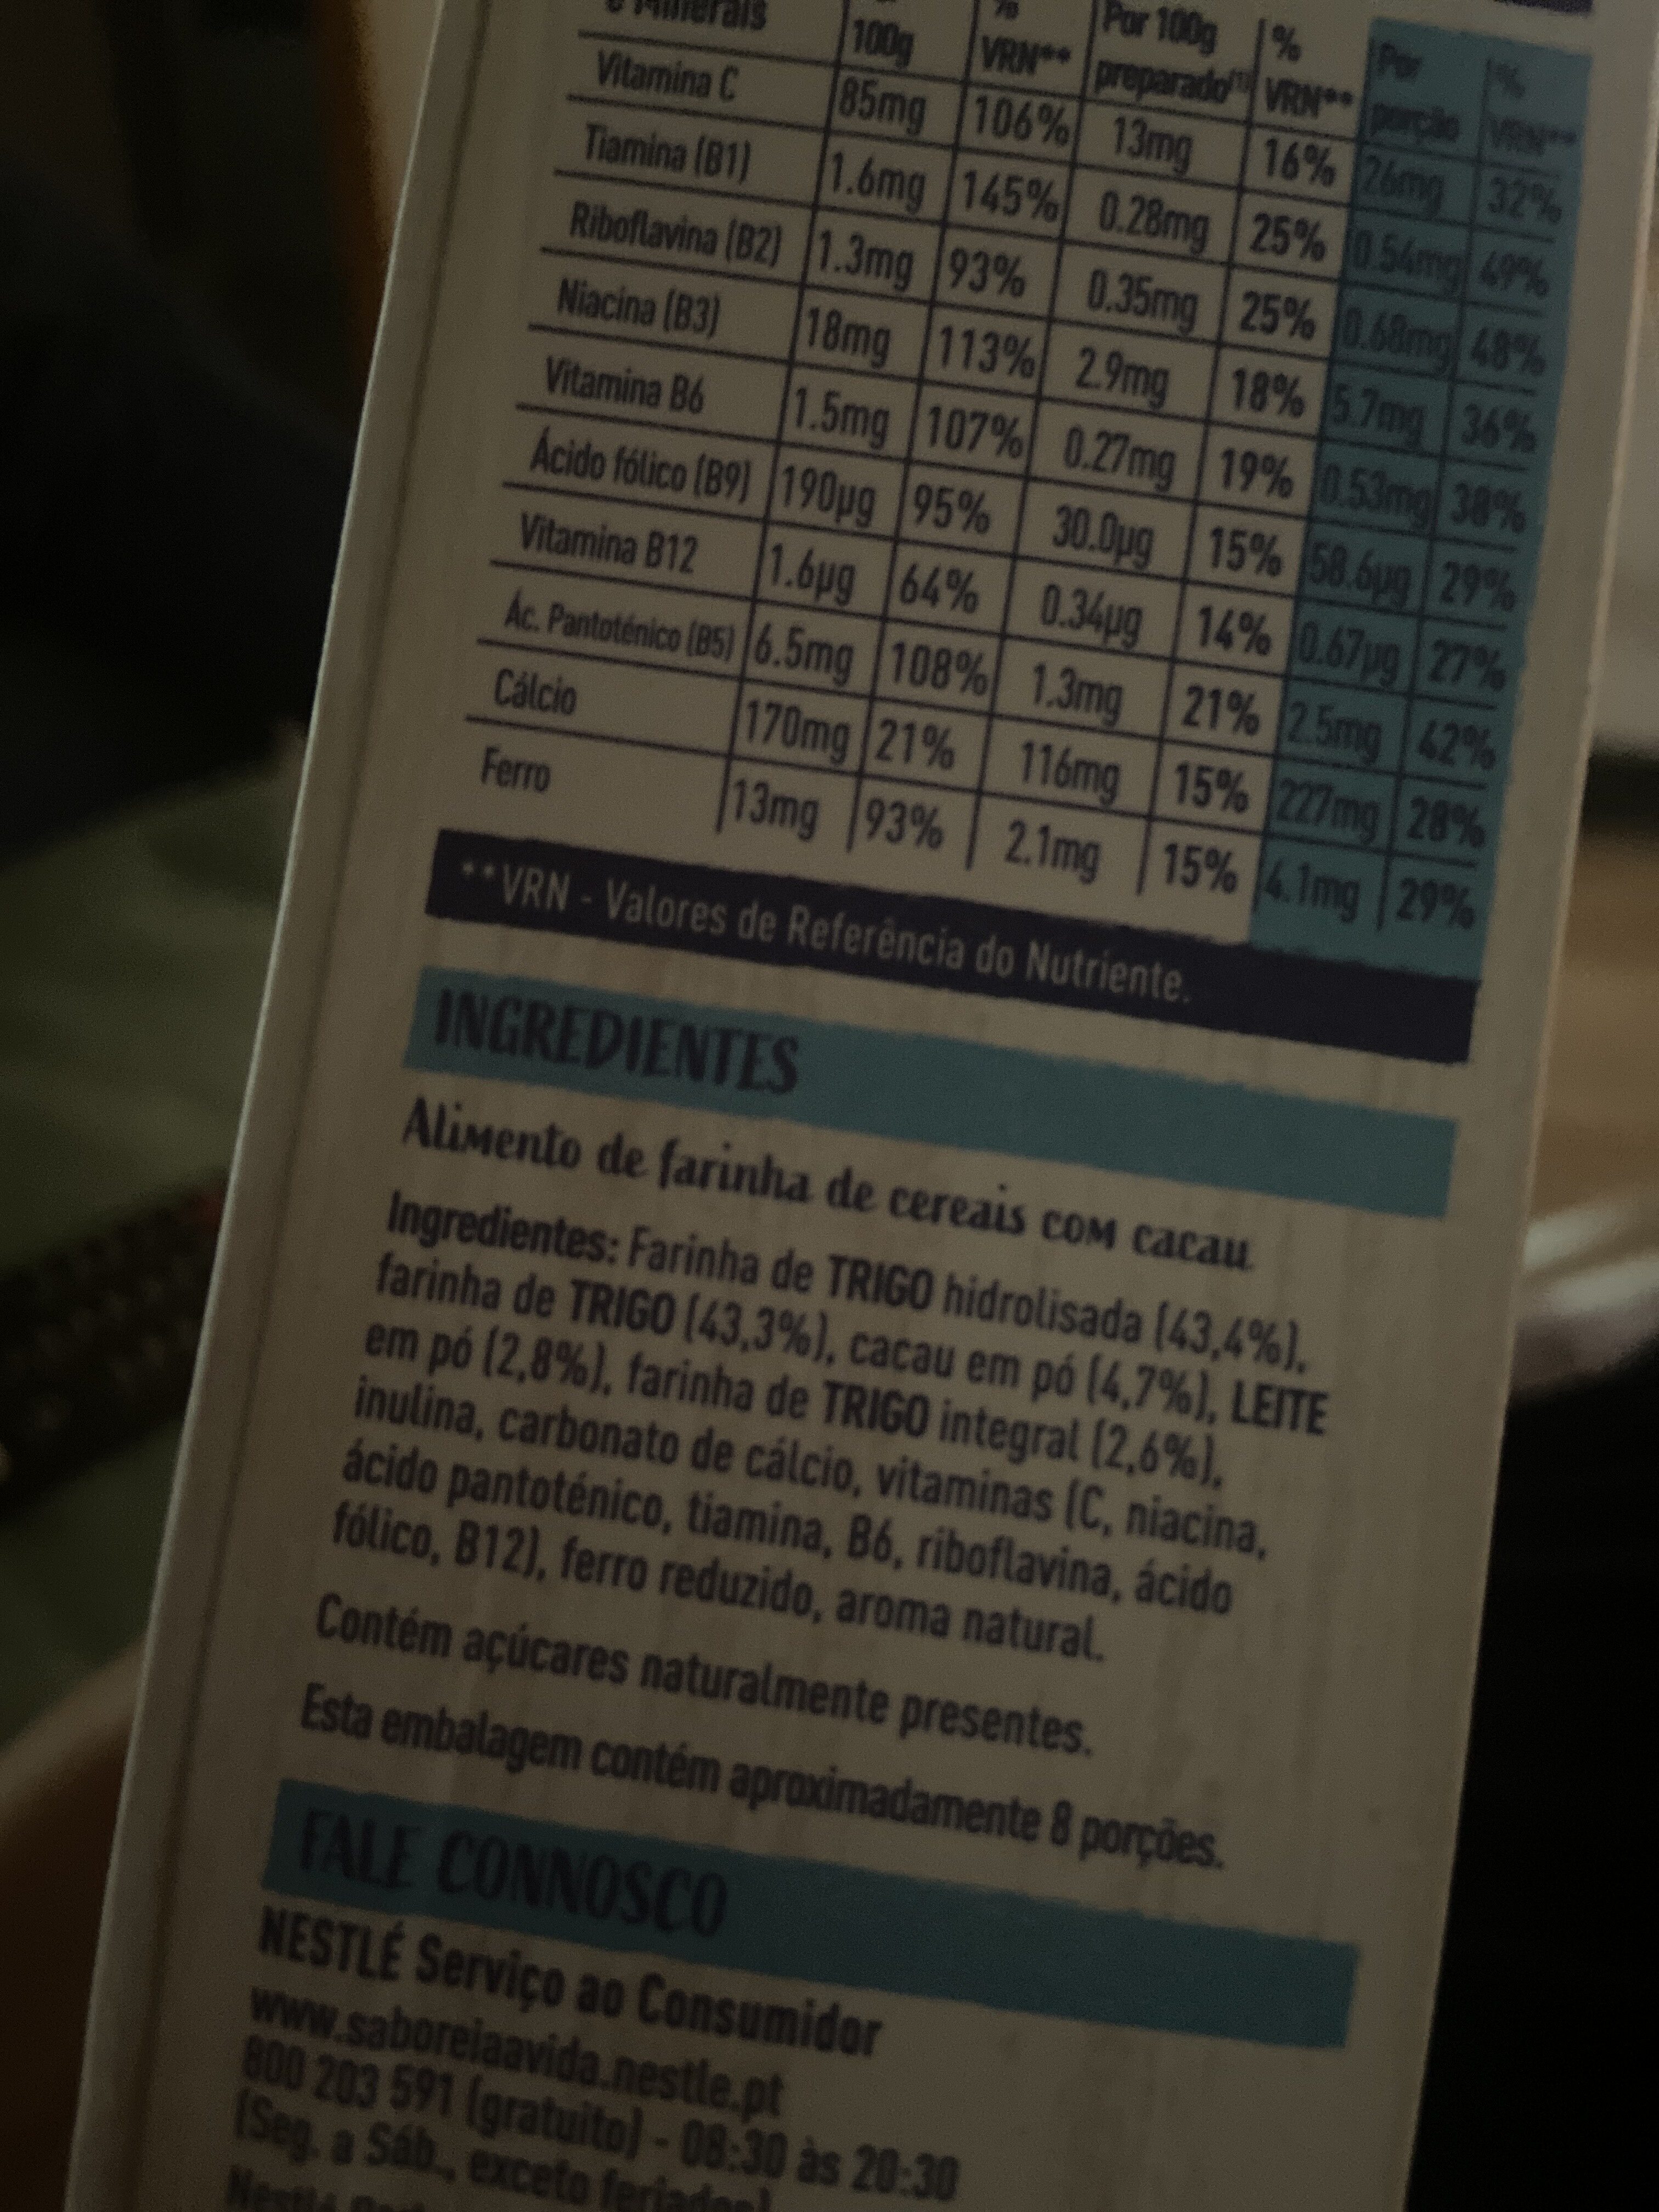 e Minerais 100g % VRN** Por 100g preparado(1) % VRN** Por porção % VRN**
Vitamina C 85mg 106% 13mg 16% 26mg 32%
Tiamina (B1) 1.6mg 145% 0.28mg 25% 0.54mg 49%
Riboflavina (B2) 1.3mg 93% 0.35mg 25% 0.68mg 48%
Niacina (B3) 18mg 113% 2.9mg 18% 5.7mg 36%
Vitamina B6 1.5mg 107% 0.27mg 19% 0.53mg 38%
Ácido fólico (B9) 190µg 95% 30.0µg 15% 58.6µg 29%
Vitamina B12 1.6µg 64% 0.34µg 14% 0.67µg 27%
Ác. Pantoténico (B5) 6.5mg 108% 1.3mg 21% 2.5mg 42%
Cálcio 170mg 21% 116mg 15% 227mg 28%
Ferro 13mg 93% 2.1mg 15% 4.1mg 29%
**VRN - Valores de Referência do Nutriente.
INGREDIENTES
Alimento de farinha de cereais com cacau
Ingredientes: Farinha de TRIGO hidrolisada (43,4%),
farinha de TRIGO (43,3%), cacau em pó (4,7%), LEITE
em pó (2,8%), farinha de TRIGO integral (2,6%),
inulina, carbonato de cálcio, vitaminas (C, niacina,
ácido pantoténico, tiamina, B6, riboflavina, ácido
fólico, B12), ferro reduzido, aroma natural.
Contém açúcares naturalmente presentes.
Esta embalagem contém aproximadamente 8 porções.
FALE CONNOSCO
NESTLÉ Serviço ao Consumidor
www.saboreiaavida.nestle.pt
800 203 591 (gratuito) - 08:30 às 20:30
(Seg. a Sáb., exceto feriados)
Nestlé